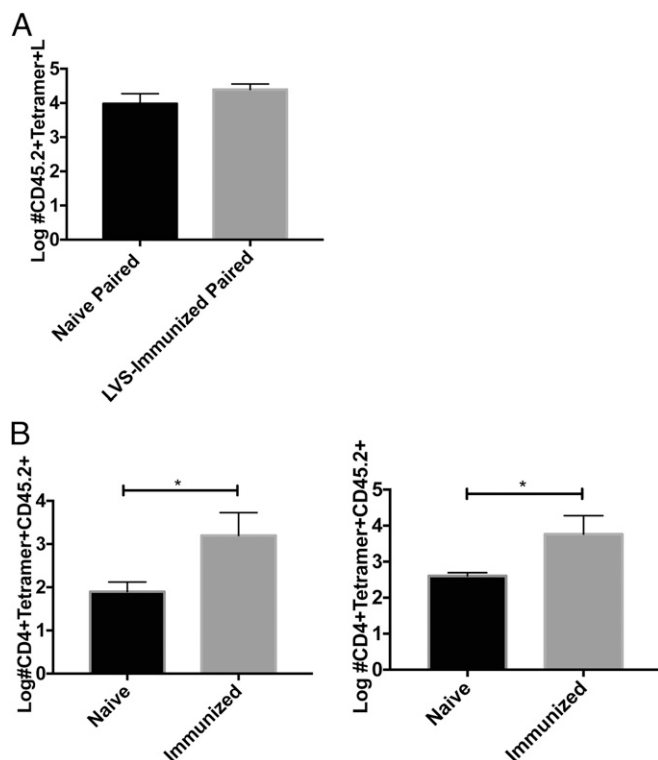 A
Log #CD45.2+Tetramer+L
5
4
3
2
1
0
Naive Paired
LVS-Immunized Paired
B
Log#CD4+Tetramer+CD45.2+
4
3
2
1
0
*
Naive
Immunized
Log #CD4+Tetramer+CD45.2+
5
4
3
2
1
0
*
Naive
Immunized